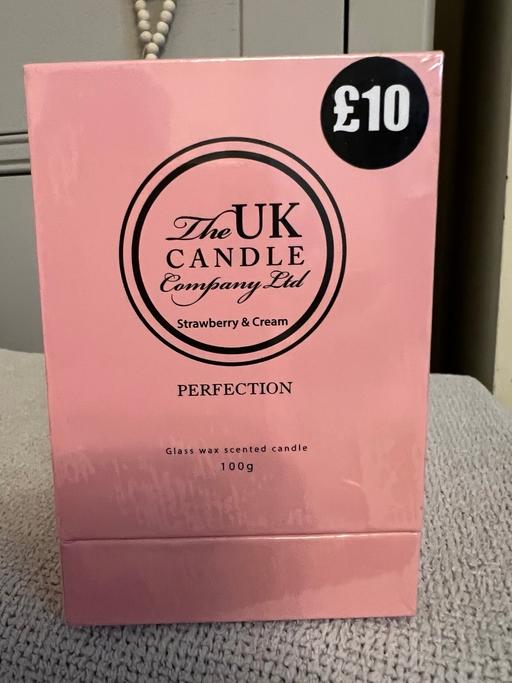 £10
The UK
CANDLE
Company Ltd
Strawberry & Cream
PERFECTION
Glass wax scented candle
100g